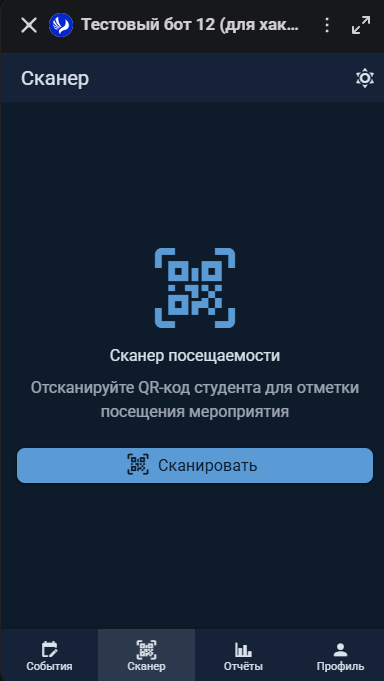 Тестовый бот 12 (для хак...
Сканер
Сканер посещаемости
Отсканируйте QR-код студента для отметки
посещения мероприятия
Сканировать
События
Сканер
Отчёты
Профиль